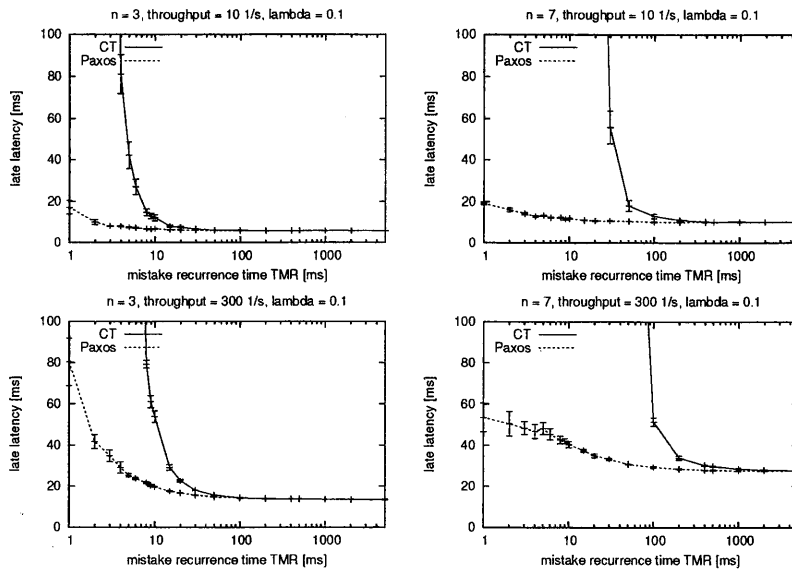 n = 3, throughput = 10 1/s, lambda = 0.1
100
80
60
40
20
0
CT
Paxos
late latency [ms]
1 10 100 1000
mistake recurrence time TMR [ms]
n = 7, throughput = 10 1/s, lambda = 0.1
100
80
60
40
20
0
CT
Paxos
late latency [ms]
1 10 100 1000
mistake recurrence time TMR [ms]
n = 3, throughput = 300 1/s, lambda = 0.1
100
80
60
40
20
0
CT
Paxos
late latency [ms]
1 10 100 1000
mistake recurrence time TMR [ms]
n = 7, throughput = 300 1/s, lambda = 0.1
100
80
60
40
20
0
CT
Paxos
late latency [ms]
1 10 100 1000
mistake recurrence time TMR [ms]